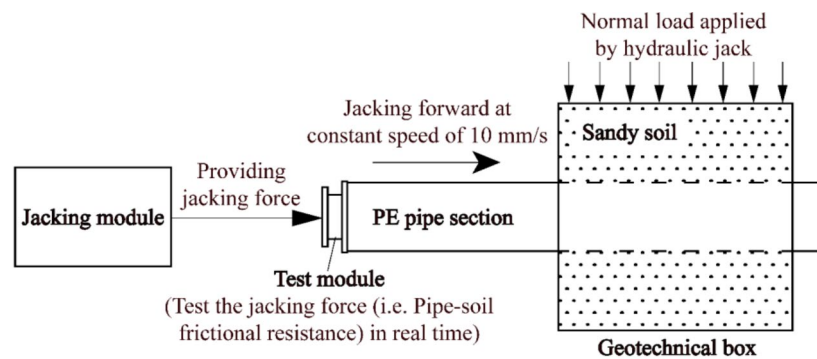 Normal load applied
by hydraulic jack
Jacking forward at
constant speed of 10 mm/s
Sandy soil
Providing
jacking force
Jacking module
PE pipe section
Test module
(Test the jacking force (i.e. Pipe-soil
frictional resistance) in real time)
Geotechnical box